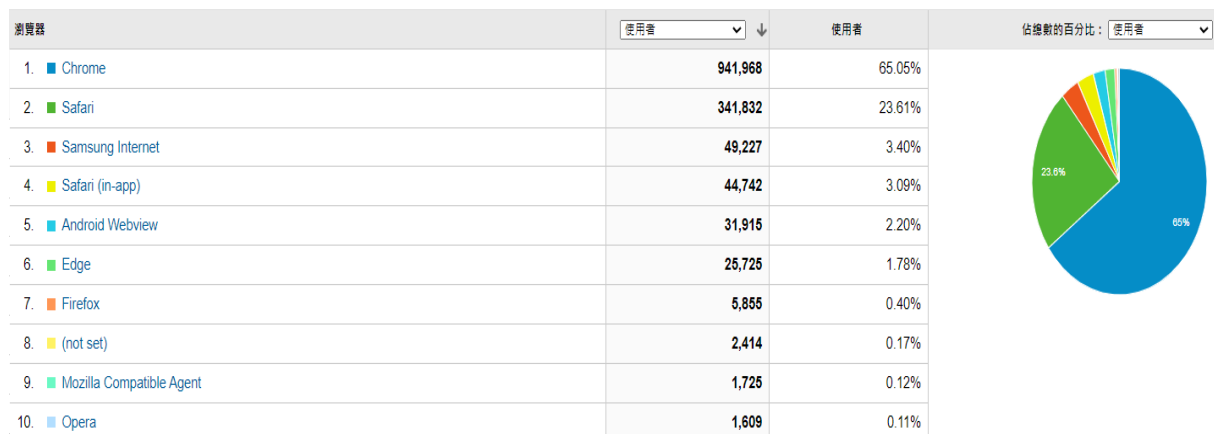 瀏覽器 使用者 使用者 佔總數的百分比： 使用者
1. Chrome 941,968 65.05%
2. Safari 341,832 23.61%
3. Samsung Internet 49,227 3.40%
4. Safari (in-app) 44,742 3.09%
5. Android Webview 31,915 2.20%
6. Edge 25,725 1.78%
7. Firefox 5,855 0.40%
8. (not set) 2,414 0.17%
9. Mozilla Compatible Agent 1,725 0.12%
10. Opera 1,609 0.11%
23.6%
65%